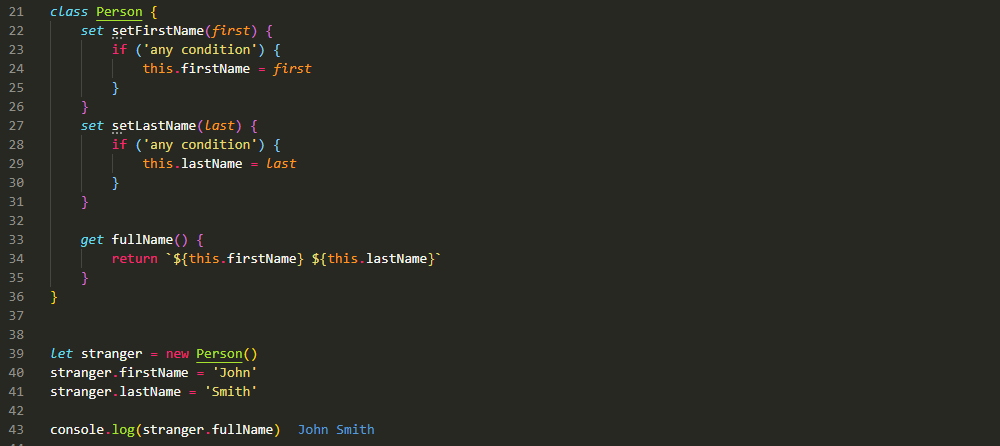 21 class Person {
22 set setFirstName(first) {
23 if ('any condition') {
24 this.firstName = first
25 }
26 }
27 set setLastName(last) {
28 if ('any condition') {
29 this.lastName = last
30 }
31 }
32
33 get fullName() {
34 return `${this.firstName} ${this.lastName}`
35 }
36 }
37
38
39 let stranger = new Person()
40 stranger.firstName = 'John'
41 stranger.lastName = 'Smith'
42
43 console.log(stranger.fullName) John Smith